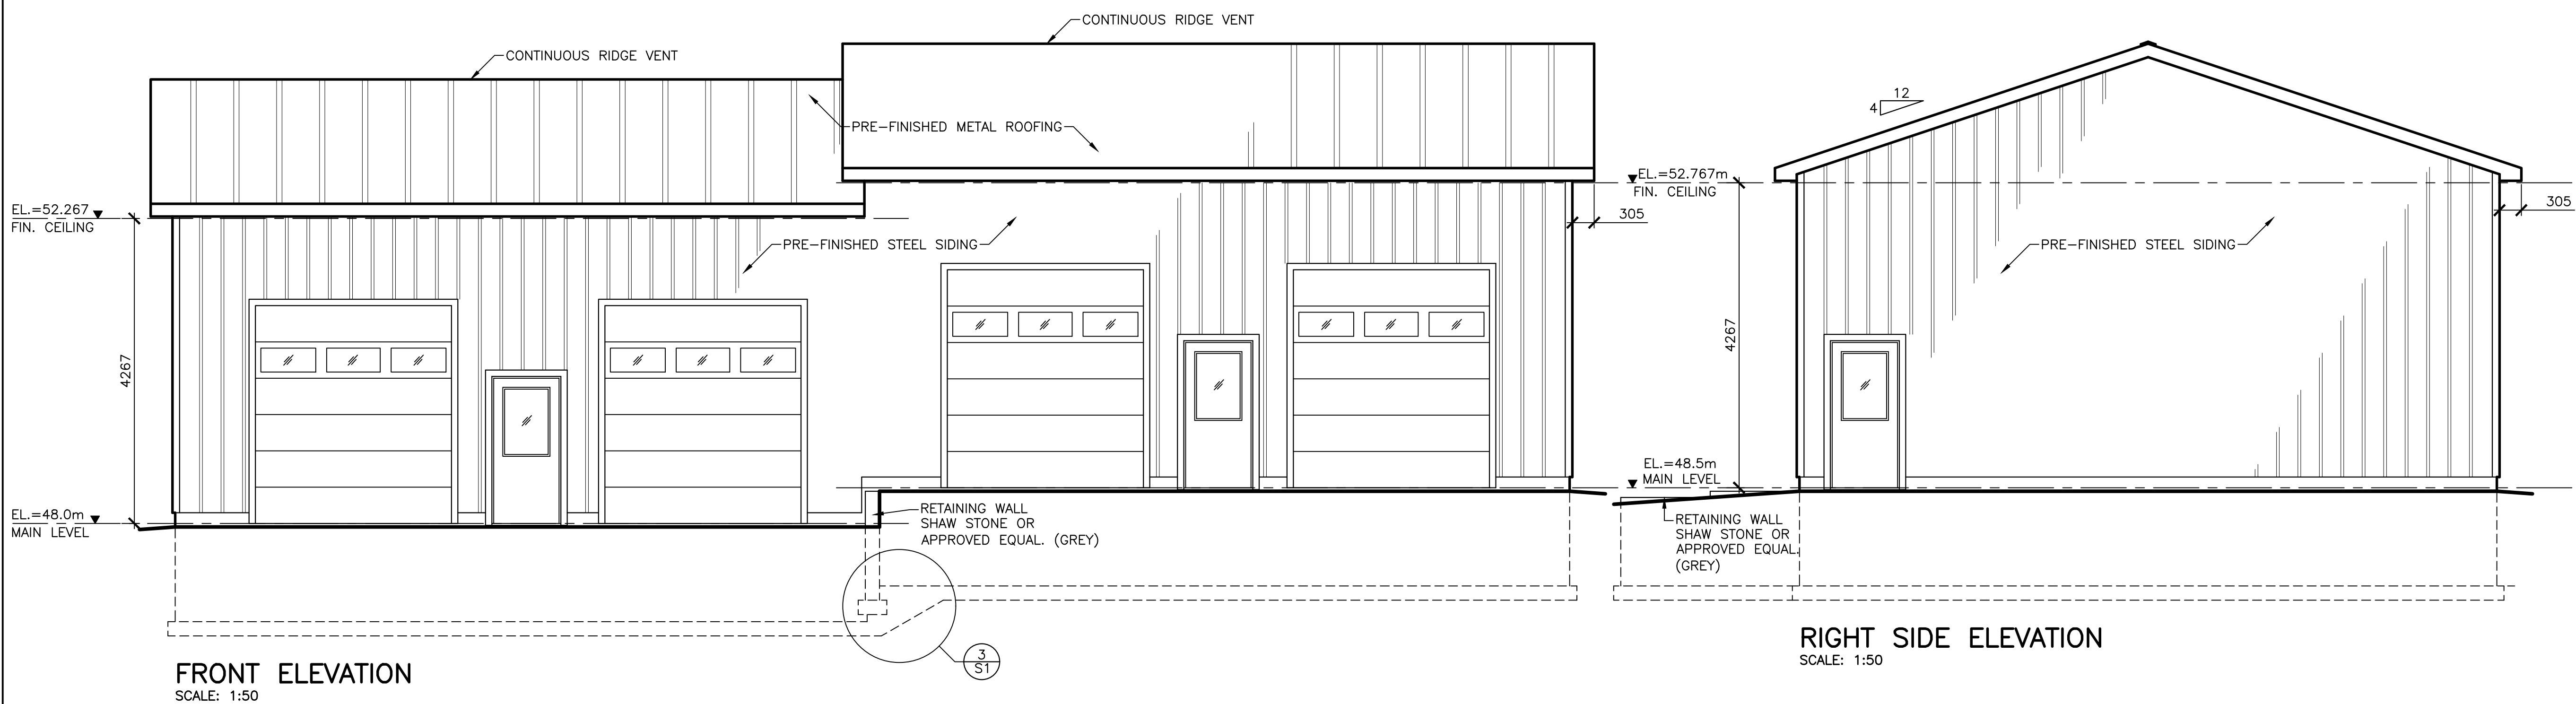 CONTINUOUS RIDGE VENT
CONTINUOUS RIDGE VENT
PRE-FINISHED METAL ROOFING
EL.=52.267
FIN. CEILING
PRE-FINISHED STEEL SIDING
4267
EL.=48.0m
MAIN LEVEL
RETAINING WALL
SHAW STONE OR
APPROVED EQUAL. (GREY)
3
S1
FRONT ELEVATION
SCALE: 1:50
EL.=52.767m
FIN. CEILING
305
4267
EL.=48.5m
MAIN LEVEL
12
4
305
PRE-FINISHED STEEL SIDING
RETAINING WALL
SHAW STONE OR
APPROVED EQUAL.
(GREY)
RIGHT SIDE ELEVATION
SCALE: 1:50